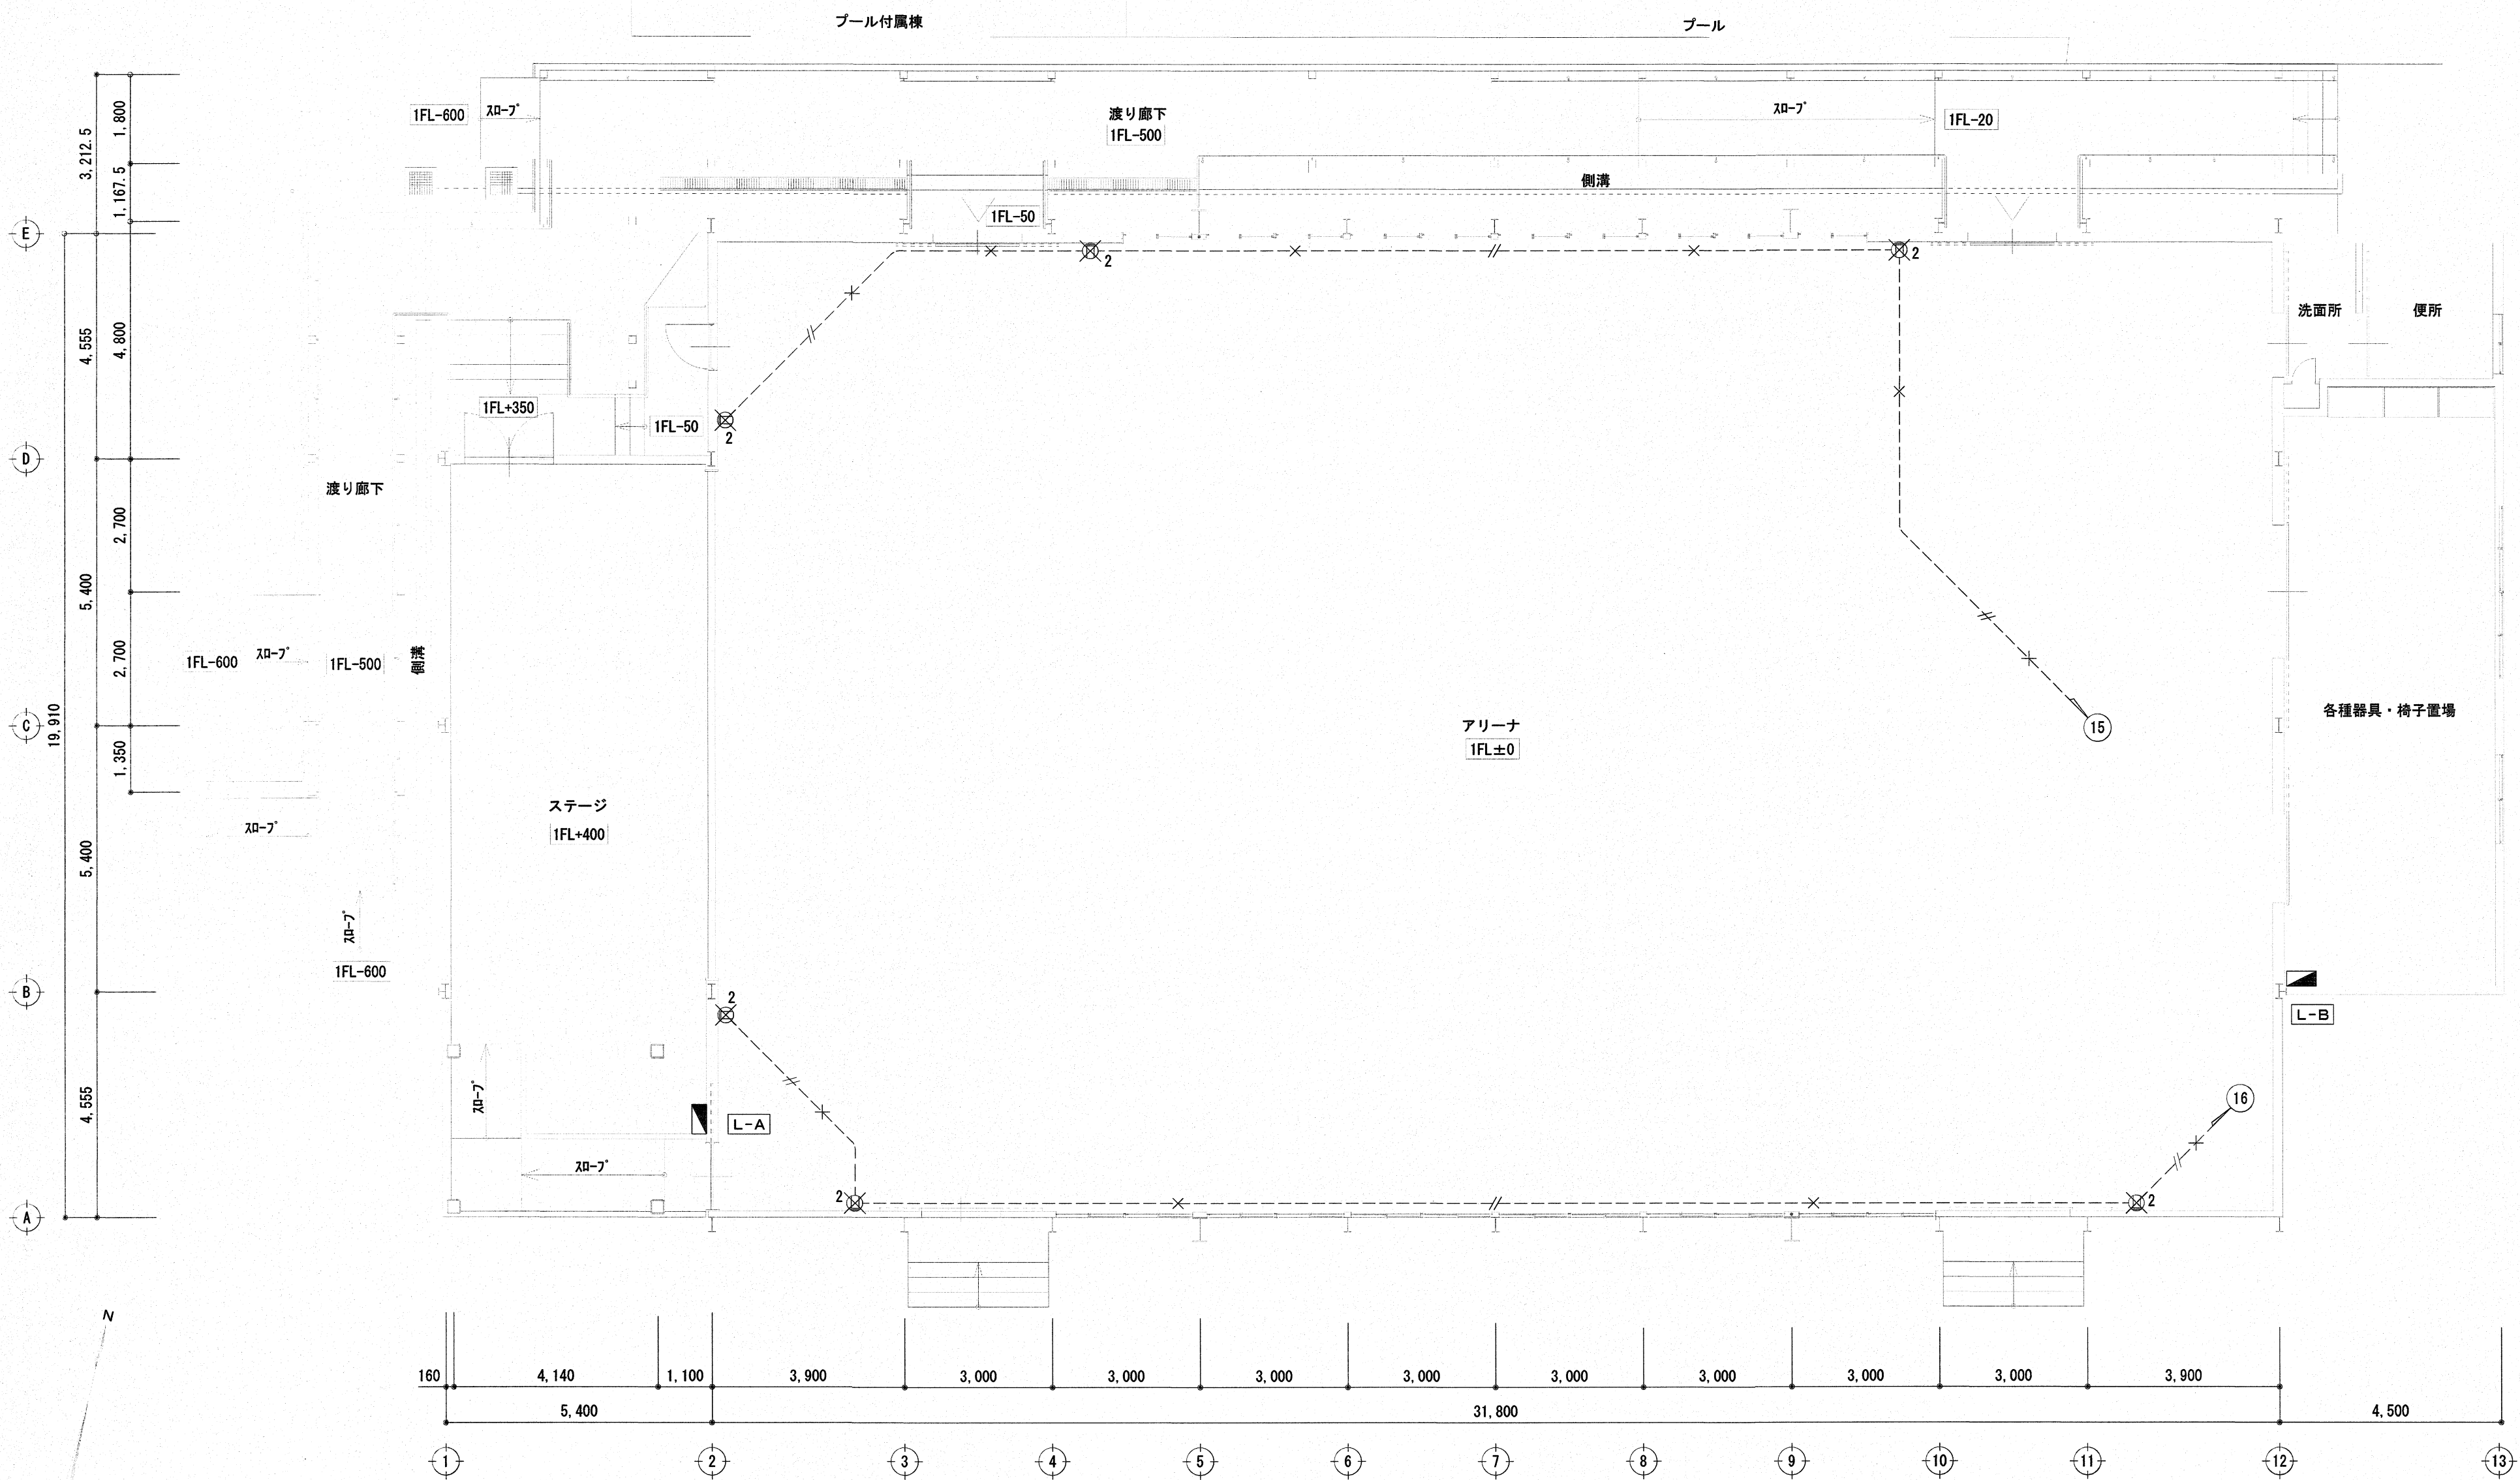 プール付属棟
プール
1FL-600
ｽﾛｰﾌﾟ
渡り廊下
1FL-500
ｽﾛｰﾌﾟ
1FL-20
3,212.5
1,800
1,167.5
側溝
1FL-50
E
2
2
洗面所
便所
4,555
4,800
1FL+350
1FL-50
2
D
渡り廊下
2,700
5,400
2,700
1FL-600
ｽﾛｰﾌﾟ
1FL-500
側溝
C
19,910
1,350
アリーナ
1FL±0
15
各種器具・椅子置場
ステージ
1FL+400
ｽﾛｰﾌﾟ
5,400
ｽﾛｰﾌﾟ
1FL-600
B
2
L-B
4,555
ｽﾛｰﾌﾟ
L-A
16
ｽﾛｰﾌﾟ
2
2
A
N
160
4,140
1,100
3,900
3,000
3,000
3,000
3,000
3,000
3,000
3,000
3,000
3,900
5,400
31,800
4,500
1
2
3
4
5
6
7
8
9
10
11
12
13